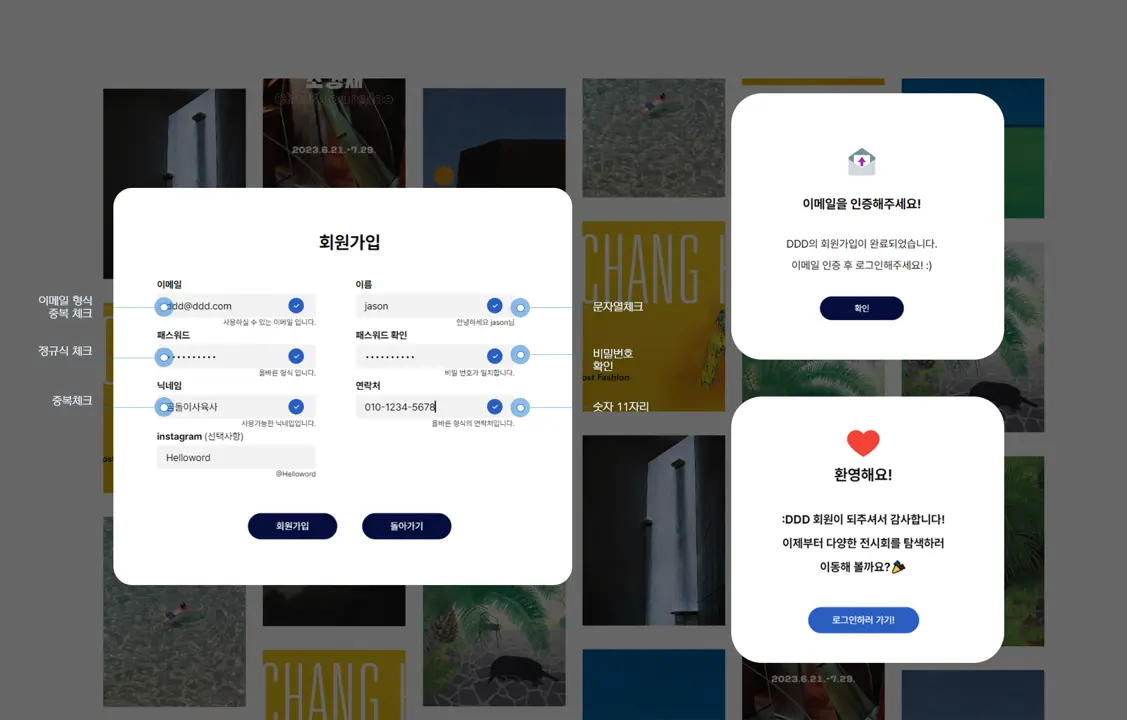 조
2023.6.21.-7.29.
회원가입
이메일
ddd@ddd.com
사용하실 수 있는 이메일 입니다.
이름
jason
안녕하세요 jason님
패스워드
••••••••••
올바른 형식 입니다.
패스워드 확인
••••••••••
비밀 번호가 일치합니다.
닉네임
돌이사육사
사용가능한 닉네임입니다.
연락처
010-1234-5678
올바른 형식의 연락처입니다.
instagram (선택사항)
Helloword
@Helloword
회원가입
돌아가기
이메일 형식
중복 체크
정규식 체크
중복체크
문자열체크
비밀번호
확인
숫자 11자리
CHANG
ost Fashion
CHANG
이메일을 인증해주세요!
DDD의 회원가입이 완료되었습니다.
이메일 인증 후 로그인해주세요! :)
확인
환영해요!
:DDD 회원이 되주셔서 감사합니다!
이제부터 다양한 전시회를 탐색하러
이동해 볼까요?🎉
로그인하러 가기!
2023.6.21.-7.29.